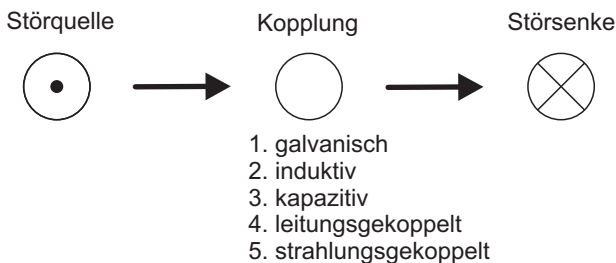 Störquelle Kopplung Störsenke
1. galvanisch
2. induktiv
3. kapazitiv
4. leitungsgekoppelt
5. strahlungsgekoppelt